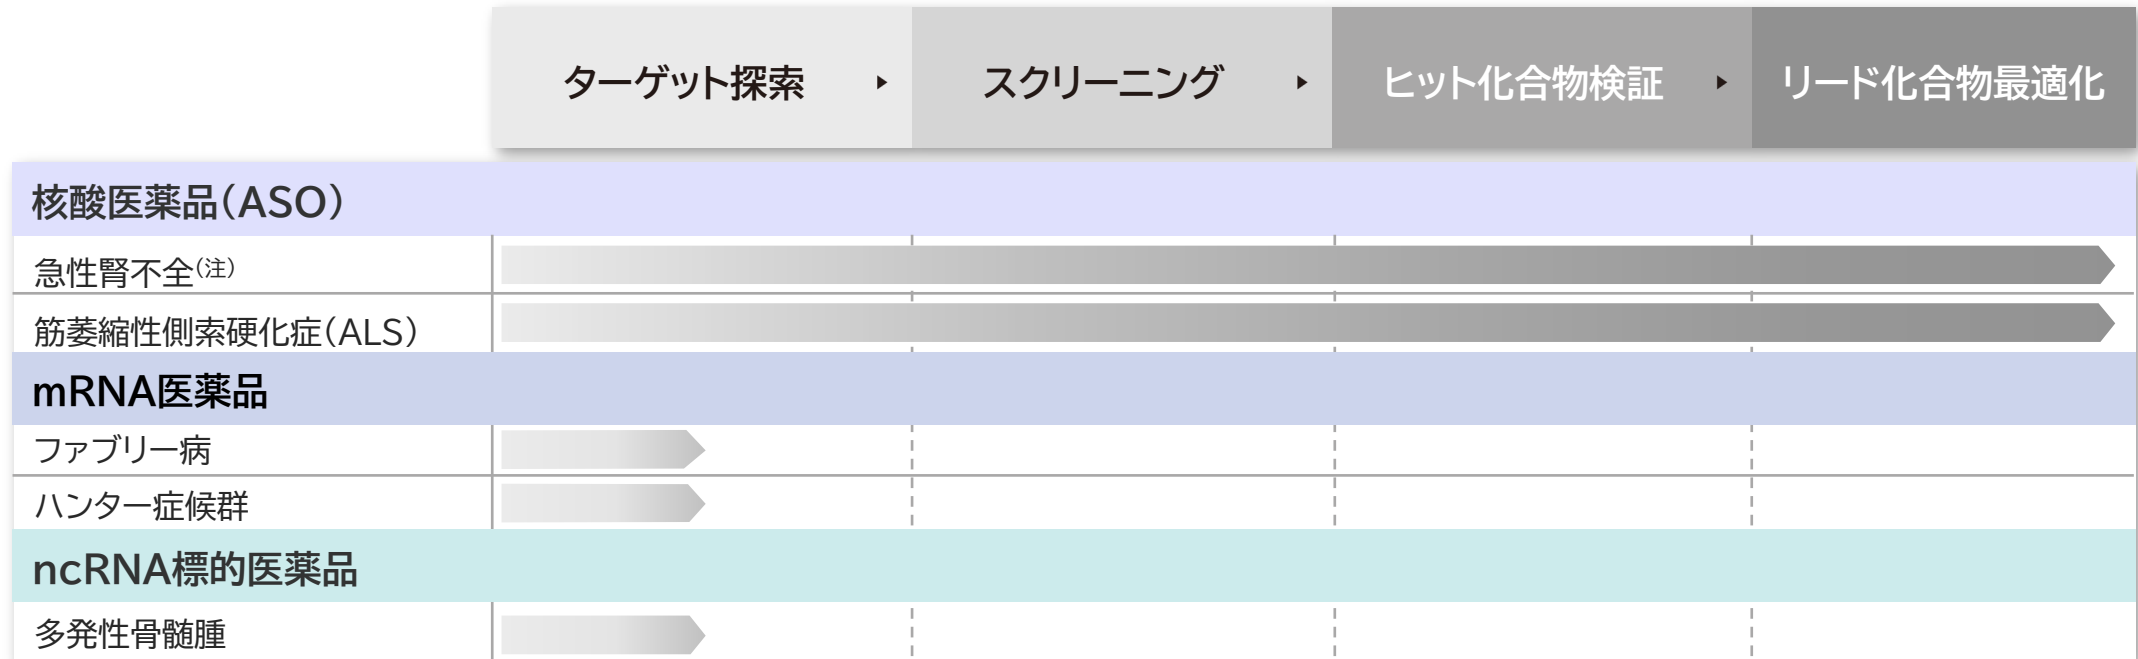 ターゲット探索 ▸ スクリーニング ▸ ヒット化合物検証 ▸ リード化合物最適化
核酸医薬品（ASO）
急性腎不全(注)
筋萎縮性側索硬化症（ALS）
mRNA医薬品
ファブリー病
ハンター症候群
ncRNA標的医薬品
多発性骨髄腫